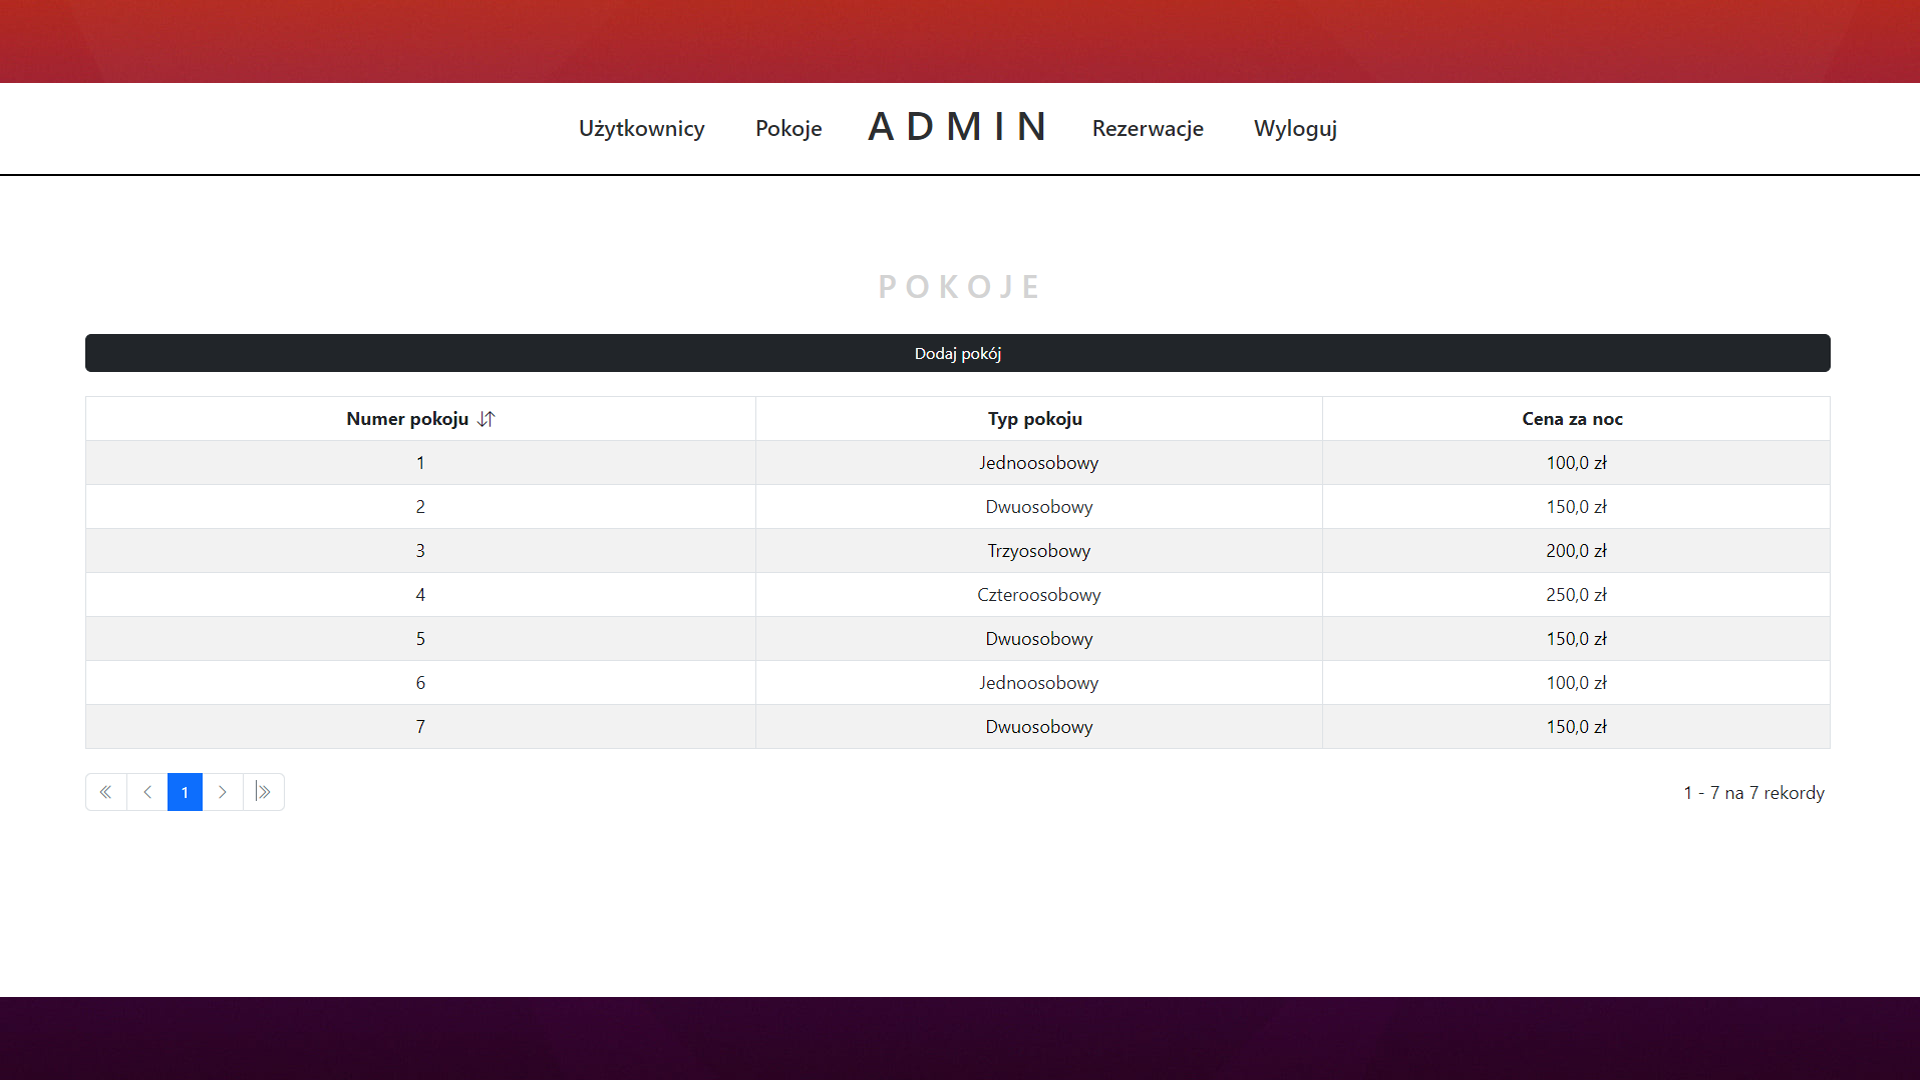 Użytkownicy Pokoje ADMIN Rezerwacje Wyloguj
POKOJE
Dodaj pokój
Numer pokoju Typ pokoju Cena za noc
1 Jednoosobowy 100,0 zł
2 Dwuosobowy 150,0 zł
3 Trzyosobowy 200,0 zł
4 Czteroosobowy 250,0 zł
5 Dwuosobowy 150,0 zł
6 Jednoosobowy 100,0 zł
7 Dwuosobowy 150,0 zł
1 1 - 7 na 7 rekordy